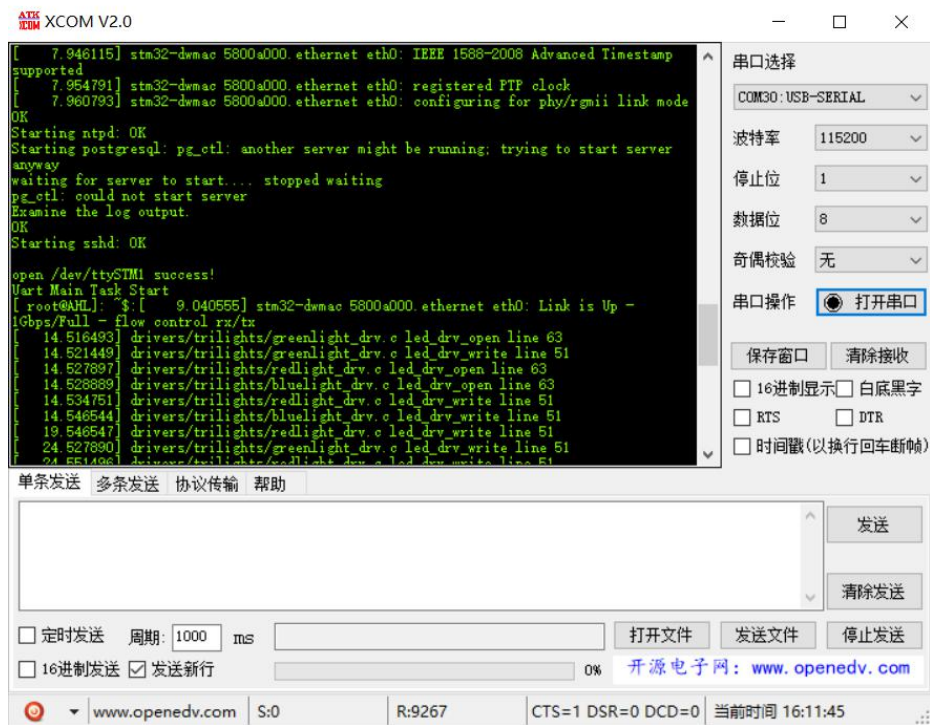 ATK XCOM XCOM V2.0
[    7.946115] stm32-dwmac 5800a000.ethernet eth0: IEEE 1588-2008 Advanced Timestamp
supported
[    7.954791] stm32-dwmac 5800a000.ethernet eth0: registered PTP clock
[    7.960793] stm32-dwmac 5800a000.ethernet eth0: configuring for phy/rgmii link mode
OK
Starting ntpd: OK
Starting postgresql: pg_ctl: another server might be running; trying to start server
anyway
waiting for server to start.... stopped waiting
pg_ctl: could not start server
Examine the log output.
OK
Starting sshd: OK
open /dev/ttySTM1 success!
Uart Main Task Start
[ root@AHL]: ~$:[    9.040555] stm32-dwmac 5800a000.ethernet eth0: Link is Up -
1Gbps/Full - flow control rx/tx
[   14.516493] drivers/trilights/greenlight_drv.c led_drv_open line 63
[   14.521449] drivers/trilights/greenlight_drv.c led_drv_write line 51
[   14.527897] drivers/trilights/redlight_drv.c led_drv_open line 63
[   14.528889] drivers/trilights/bluelight_drv.c led_drv_open line 63
[   14.534751] drivers/trilights/redlight_drv.c led_drv_write line 51
[   14.546544] drivers/trilights/bluelight_drv.c led_drv_write line 51
[   19.546547] drivers/trilights/redlight_drv.c led_drv_write line 51
[   24.527890] drivers/trilights/greenlight_drv.c led_drv_write line 51
[   24.551496] drivers/trilights/redlight_drv.c led_drv_write line 51
串口选择
COM30:USB-SERIAL
波特率 115200
停止位 1
数据位 8
奇偶校验 无
串口操作 打开串口
保存窗口 清除接收
16进制显示 白底黑字
RTS DTR
时间戳(以换行回车断帧)
单条发送 多条发送 协议传输 帮助
发送
清除发送
定时发送 周期: 1000 ms 打开文件 发送文件 停止发送
16进制发送 发送新行 0% 开源电子网: www.openedv.com
www.openedv.com S:0 R:9267 CTS=1 DSR=0 DCD=0 当前时间 16:11:45